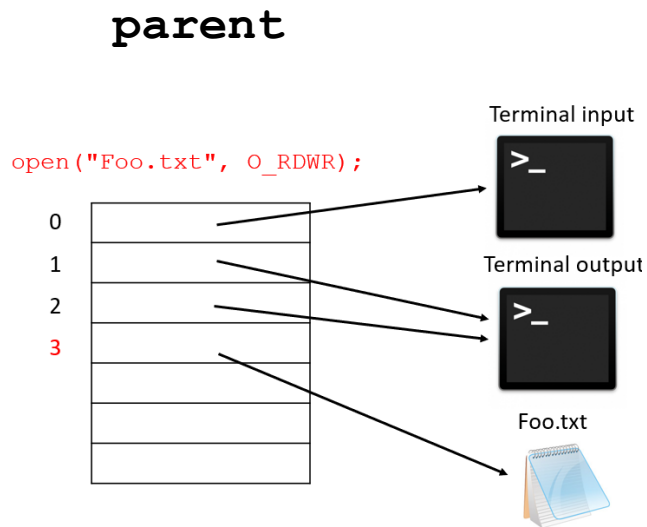 parent
Terminal input
open("Foo.txt", O_RDWR);
>_
0
1
Terminal output
2
>_
3
Foo.txt